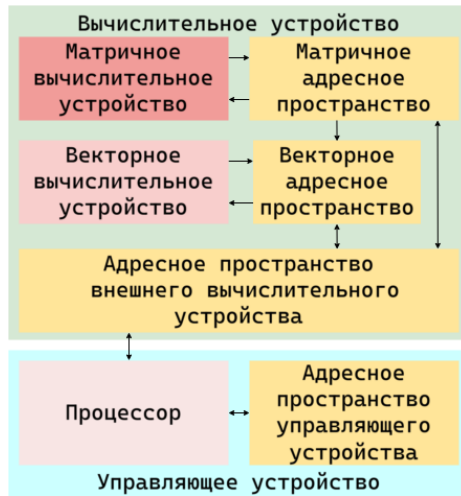 Вычислительное устройство
Матричное
вычислительное
устройство
Матричное
адресное
пространство
Векторное
вычислительное
устройство
Векторное
адресное
пространство
Адресное пространство
внешнего вычислительного
устройства
Процессор
Адресное
пространство
управляющего
устройства
Управляющее устройство